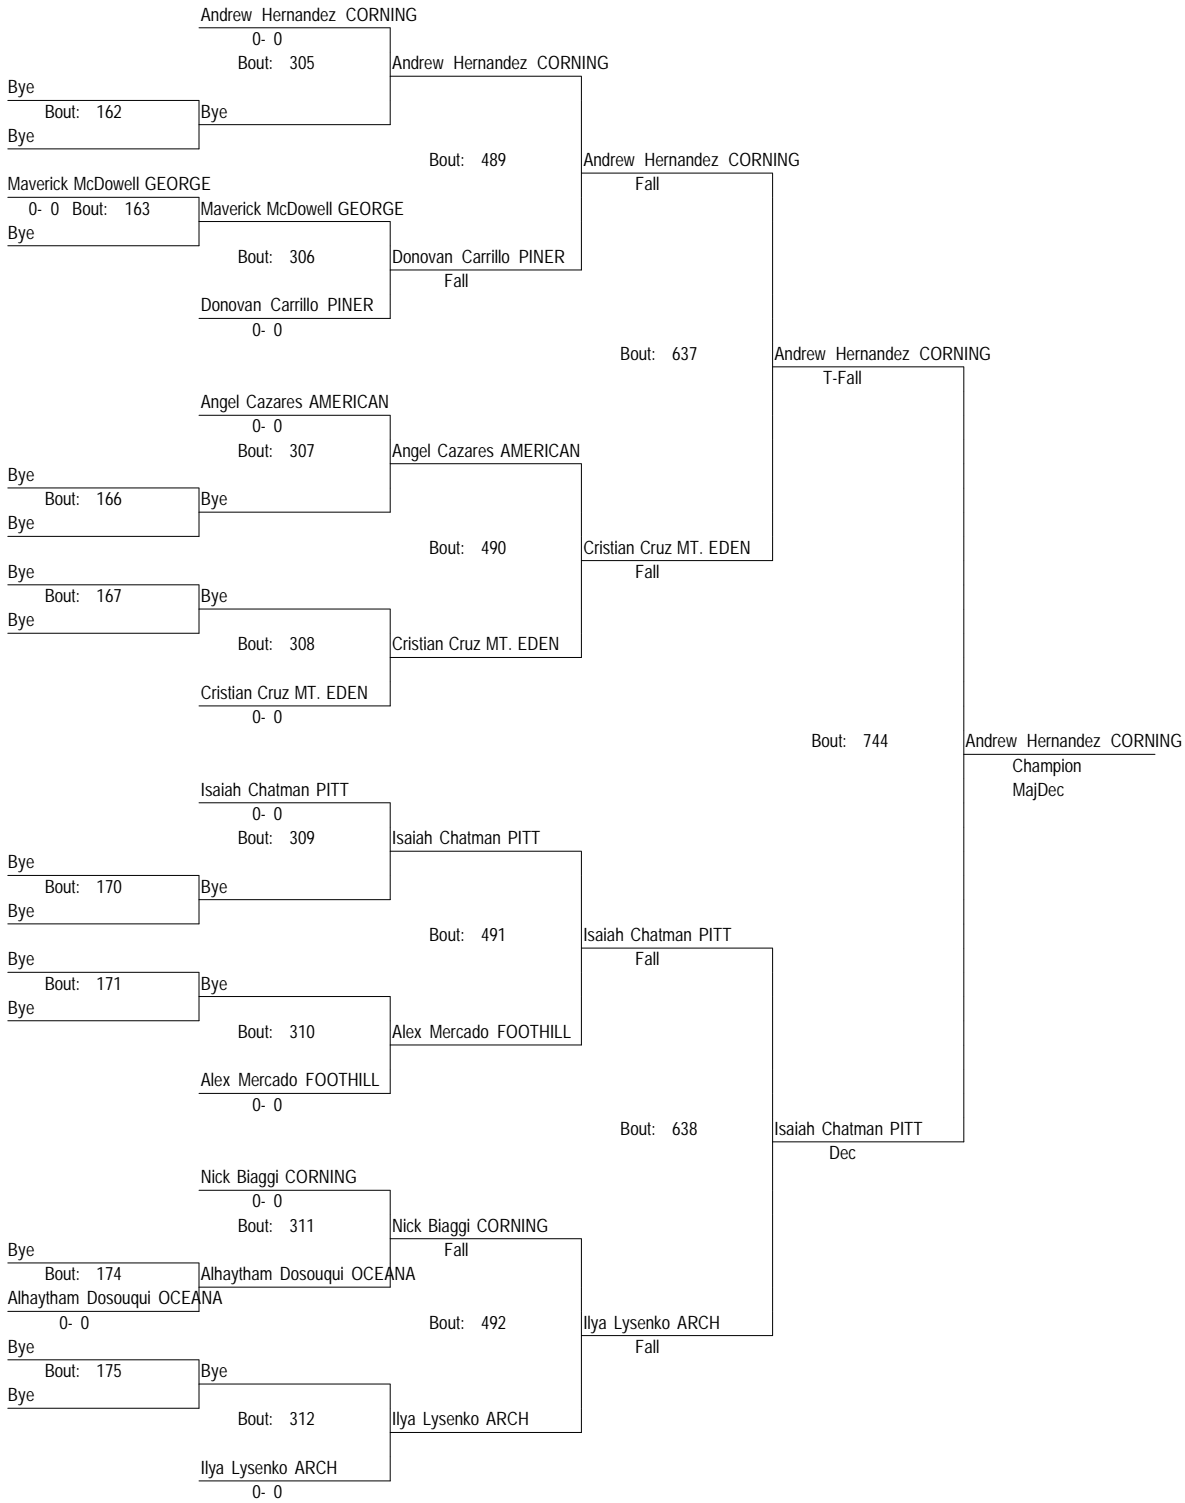 Andrew Hernandez CORNING
0- 0
Bout: 305
Andrew Hernandez CORNING
Bye
Bout: 162
Bye
Bye
Bout: 489
Andrew Hernandez CORNING
Fall
Maverick McDowell GEORGE
0- 0 Bout: 163
Maverick McDowell GEORGE
Bye
Bout: 306
Donovan Carrillo PINER
Fall
Donovan Carrillo PINER
0- 0
Bout: 637
Andrew Hernandez CORNING
T-Fall
Angel Cazares AMERICAN
0- 0
Bout: 307
Angel Cazares AMERICAN
Bye
Bout: 166
Bye
Bye
Bout: 490
Cristian Cruz MT. EDEN
Fall
Bye
Bout: 167
Bye
Bye
Bout: 308
Cristian Cruz MT. EDEN
Cristian Cruz MT. EDEN
0- 0
Bout: 744
Andrew Hernandez CORNING
Champion
MajDec
Isaiah Chatman PITT
0- 0
Bout: 309
Isaiah Chatman PITT
Bye
Bout: 170
Bye
Bye
Bout: 491
Isaiah Chatman PITT
Fall
Bye
Bout: 171
Bye
Bye
Bout: 310
Alex Mercado FOOTHILL
Alex Mercado FOOTHILL
0- 0
Bout: 638
Isaiah Chatman PITT
Dec
Nick Biaggi CORNING
0- 0
Bout: 311
Nick Biaggi CORNING
Fall
Bye
Bout: 174
Alhaytham Dosouqui OCEANA
Alhaytham Dosouqui OCEANA
0- 0
Bout: 492
Ilya Lysenko ARCH
Fall
Bye
Bout: 175
Bye
Bye
Bout: 312
Ilya Lysenko ARCH
Ilya Lysenko ARCH
0- 0